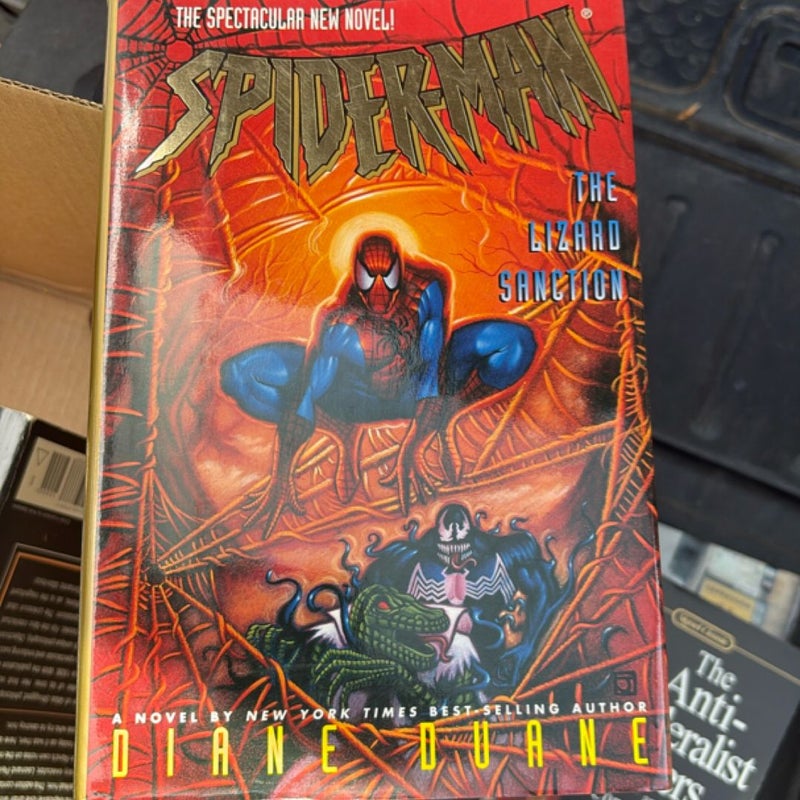 THE SPECTACULAR NEW NOVEL!
SPIDER-MAN®
THE
LIZARD
SANCTION
A NOVEL BY NEW YORK TIMES BEST-SELLING AUTHOR
DIANE DUANE
The
Anti-
eralist
ers